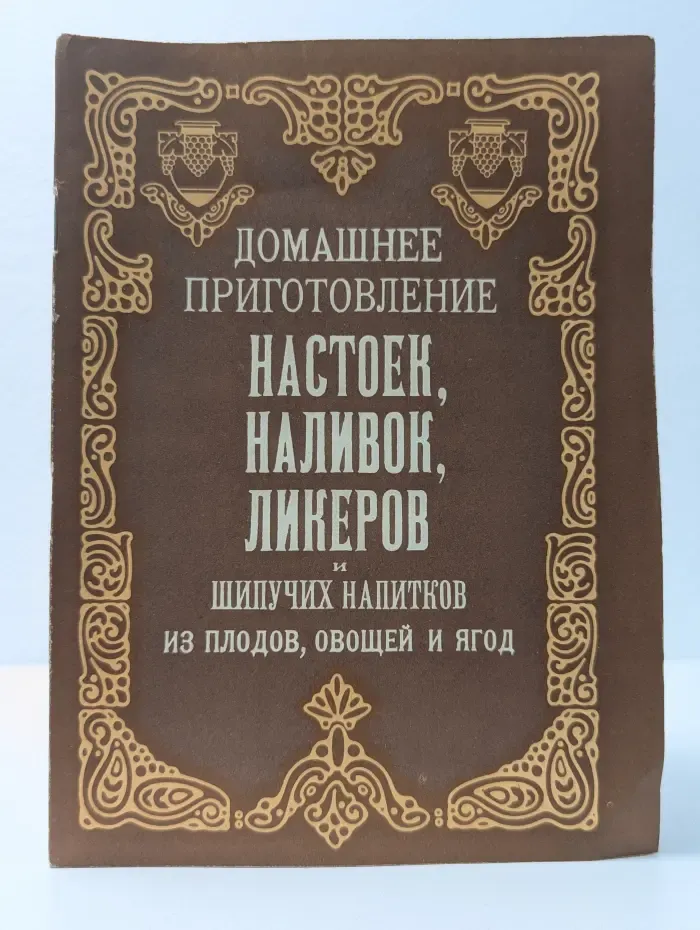 ДОМАШНЕЕ
ПРИГОТОВЛЕНИЕ
НАСТОЕК,
НАЛИВОК,
ЛИКЕРОВ
и
ШИПУЧИХ НАПИТКОВ
ИЗ ПЛОДОВ, ОВОЩЕЙ И ЯГОД